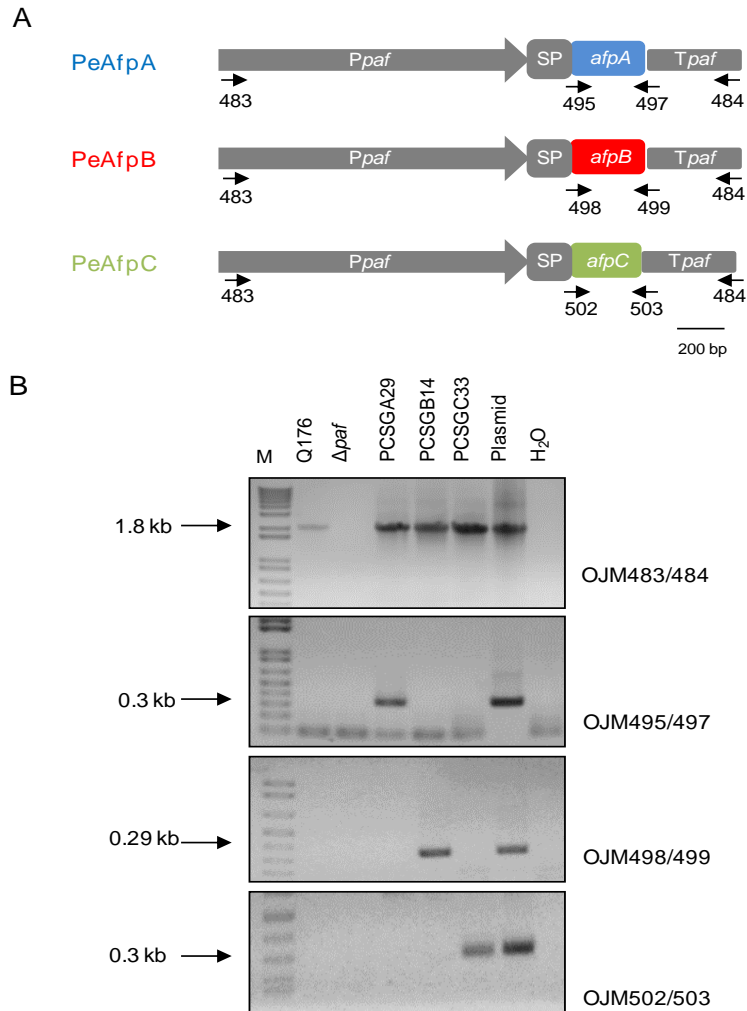 A
PeAfpA
Ppaf
SP
afpA
Tpaf
483
495
497
484
PeAfpB
Ppaf
SP
afpB
Tpaf
483
498
499
484
PeAfpC
Ppaf
SP
afpC
Tpaf
483
502
503
484
200 bp
B
M
Q176
Δpaf
PCSGA29
PCSGB14
PCSGC33
Plasmid
H₂O
1.8 kb
OJM483/484
0.3 kb
OJM495/497
0.29 kb
OJM498/499
0.3 kb
OJM502/503